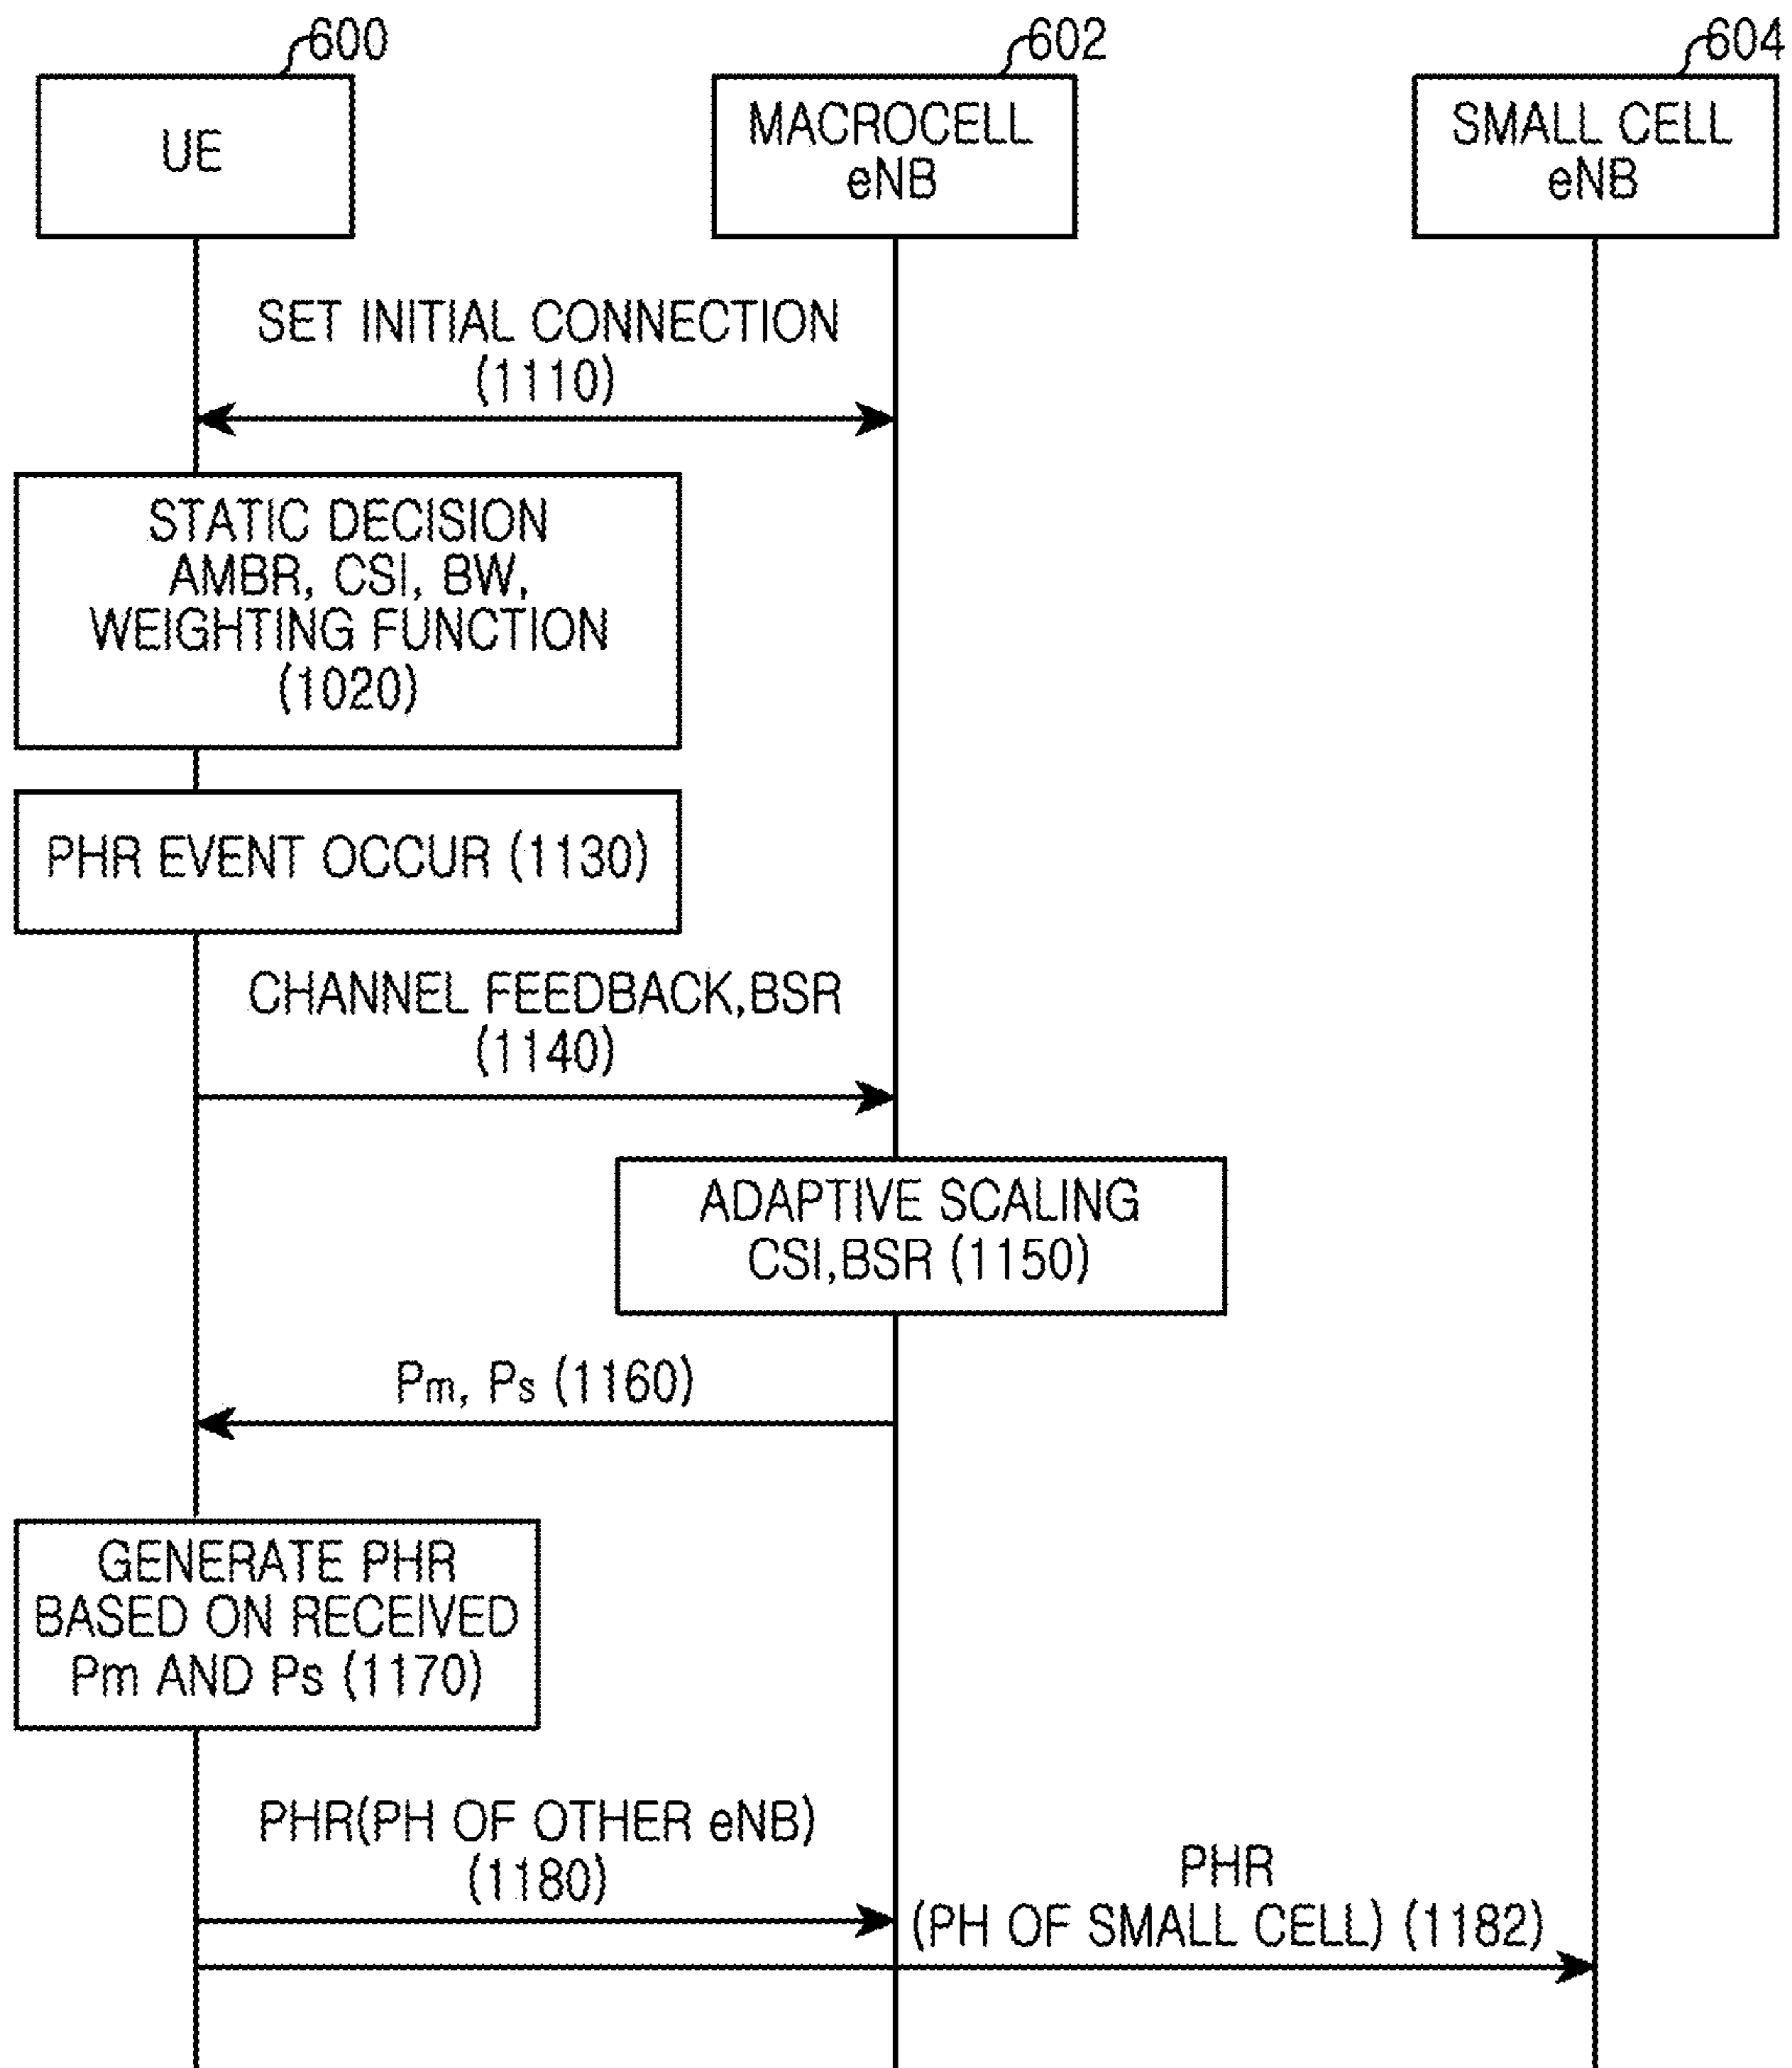 600
602
604
UE
MACROCELL
eNB
SMALL CELL
eNB
SET INITIAL CONNECTION
(1110)
STATIC DECISION
AMBR, CSI, BW,
WEIGHTING FUNCTION
(1020)
PHR EVENT OCCUR (1130)
CHANNEL FEEDBACK,BSR
(1140)
ADAPTIVE SCALING
CSI,BSR (1150)
Pm, Ps (1160)
GENERATE PHR
BASED ON RECEIVED
Pm AND Ps (1170)
PHR(PH OF OTHER eNB)
(1180)
PHR
(PH OF SMALL CELL) (1182)